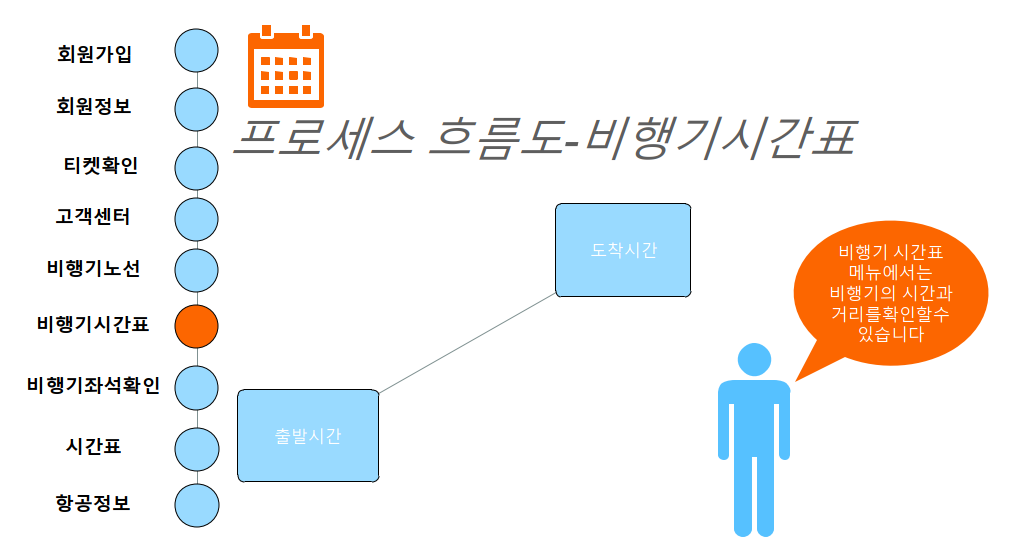 회원가입
회원정보
티켓확인
고객센터
비행기노선
비행기시간표
비행기좌석확인
시간표
항공정보
프로세스 흐름도-비행기시간표
도착시간
출발시간
비행기 시간표
메뉴에서는
비행기의 시간과
거리를확인할수
있습니다